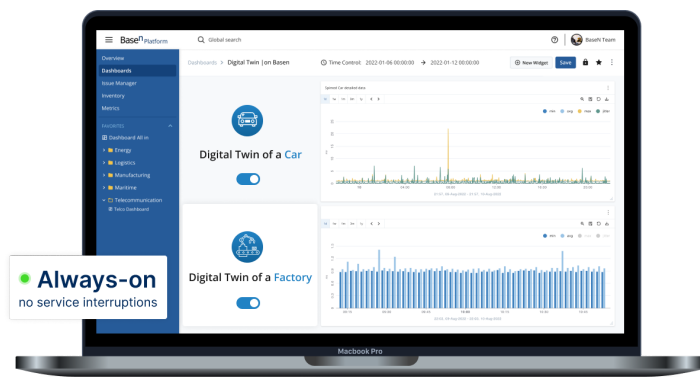 Baseⁿ Platform
Global search
BaseN Team
Overview
Dashboards
Issue Manager
Inventory
Metrics
FAVORITES
Dashboard All in
Energy
Logistics
Manufacturing
Maritime
Telecommunication
Telco Dashboard
Dashboards > Digital Twin |on Basen
Time Control: 2022-01-06 00:00:00 → 2022-01-12 00:00:00
New Widget
Save
Digital Twin of a Car
Digital Twin of a Factory
Always-on
no service interruptions
Macbook Pro